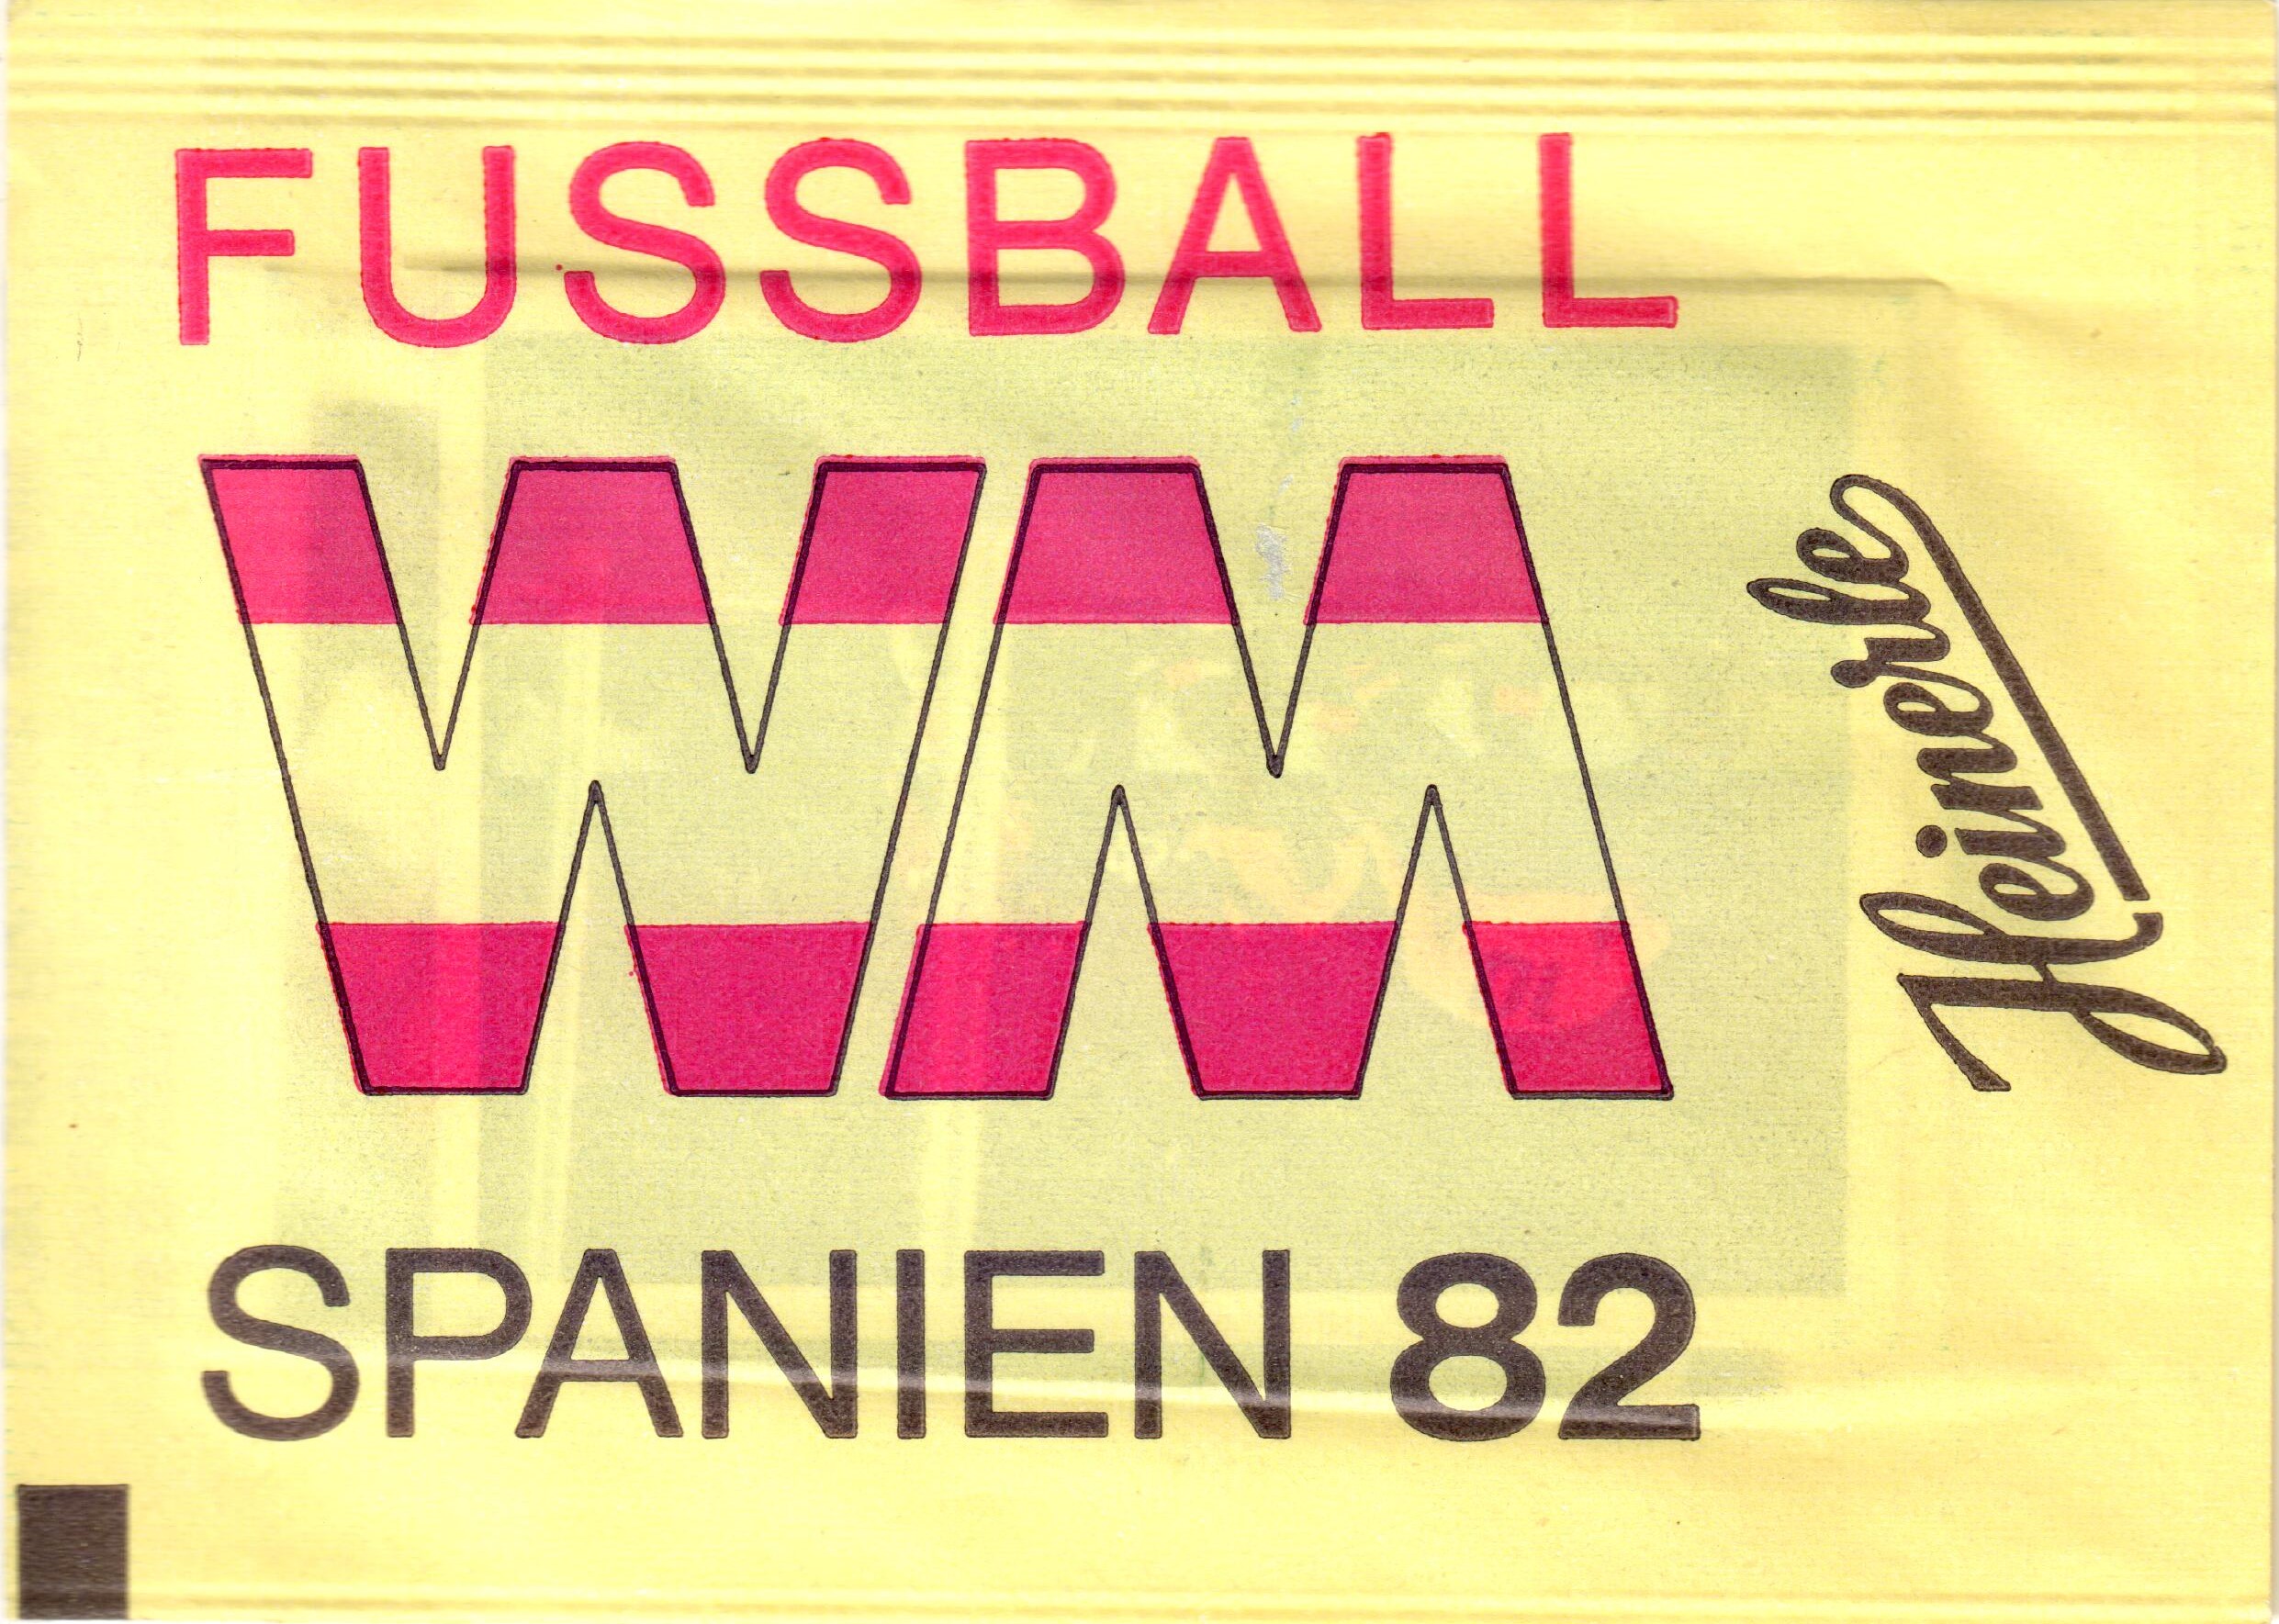 FUSSBALL
WM
Heinerle
SPANIEN 82